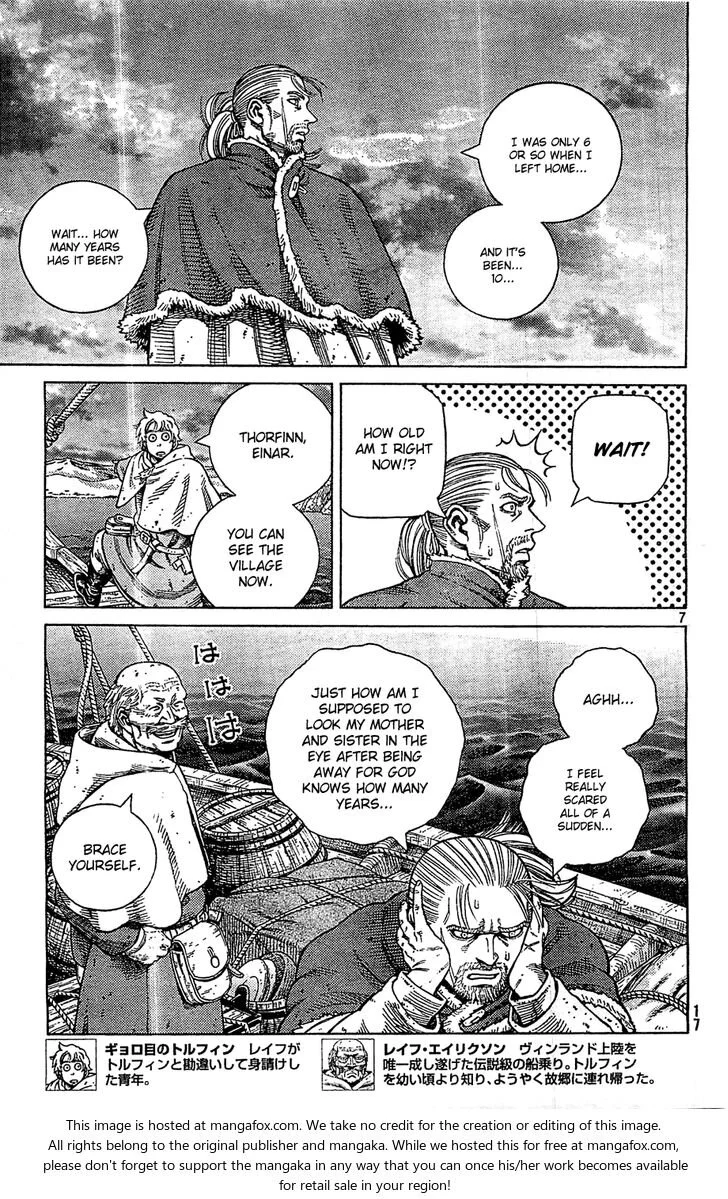 I WAS ONLY 6
OR SO WHEN I
LEFT HOME...
AND IT'S
BEEN...
10...
WAIT... HOW
MANY YEARS
HAS IT BEEN?
WAIT!
HOW OLD
AM I RIGHT
NOW!?
THORFINN,
EINAR.
YOU CAN
SEE THE
VILLAGE
NOW.
7
AGHH...
I FEEL
REALLY
SCARED
ALL OF A
SUDDEN...
JUST HOW AM I
SUPPOSED TO
LOOK MY MOTHER
AND SISTER IN THE
EYE AFTER BEING
AWAY FOR GOD
KNOWS HOW MANY
YEARS...
はははは
BRACE
YOURSELF.
17
ギョロ目のトルフィン レイフが
トルフィンと勘違いして身請けし
た青年。
レイフ・エイリクソン ヴィンランド上陸を
唯一成し遂げた伝説級の船乗り。トルフィン
を幼い頃より知り、ようやく故郷に連れ帰った。
This image is hosted at mangafox.com. We take no credit for the creation or editing of this image.
All rights belong to the original publisher and mangaka. While we hosted this for free at mangafox.com,
please don't forget to support the mangaka in any way that you can once his/her work becomes available
for retail sale in your region!